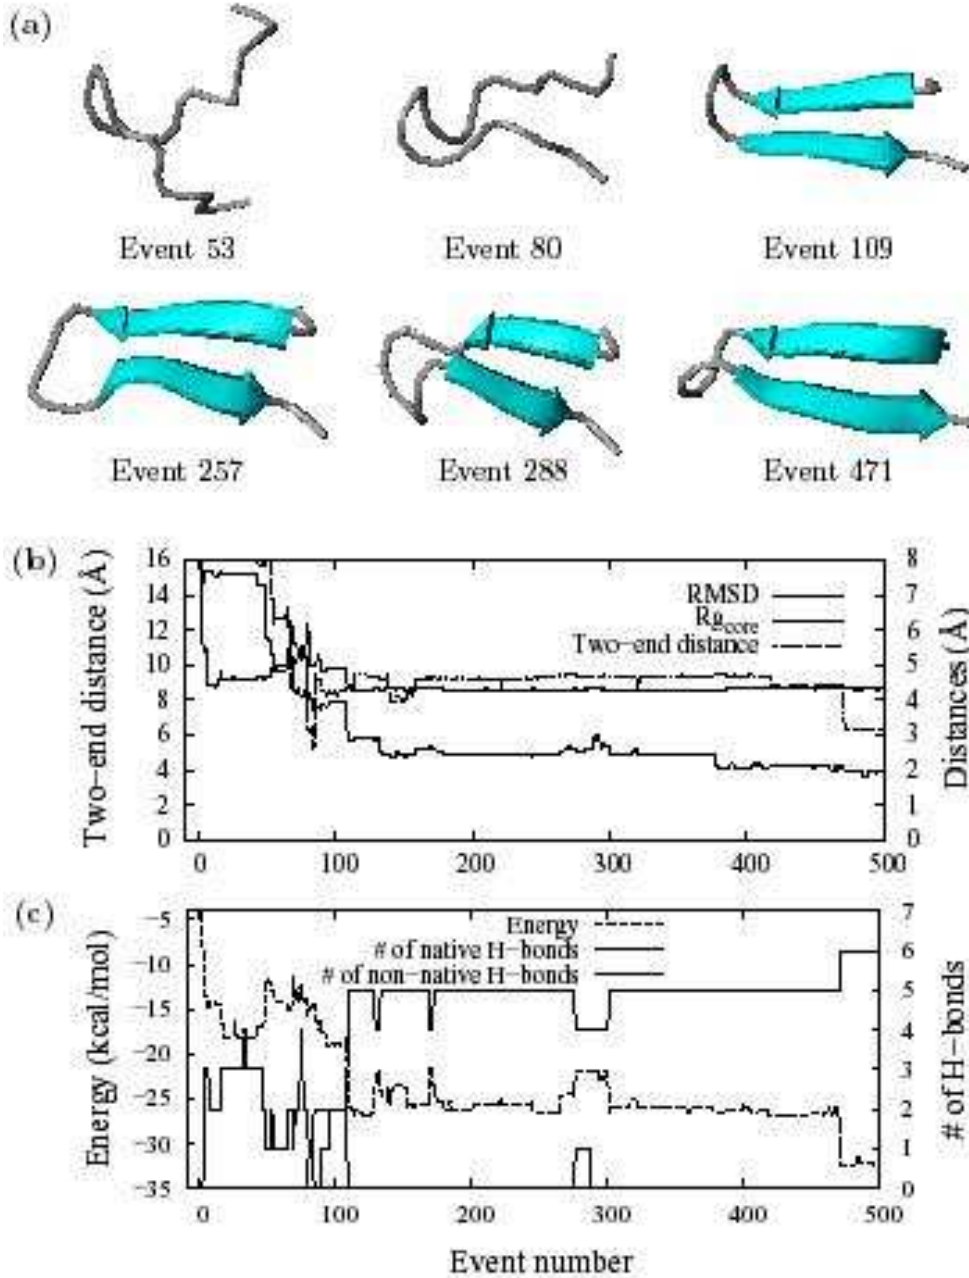 (a)
Event 53 Event 80 Event 109
Event 257 Event 288 Event 471
(b)
Two−end distance (Å)
16
14
12
10
8
6
4
2
0
RMSD
Rgcore
Two−end distance
8
7
6
5
4
3
2
1
0
Distances (Å)
0 100 200 300 400 500
(c)
Energy (kcal/mol)
−5
−10
−15
−20
−25
−30
−35
Energy
# of native H−bonds
# of non−native H−bonds
7
6
5
4
3
2
1
0
# of H−bonds
0 100 200 300 400 500
Event number